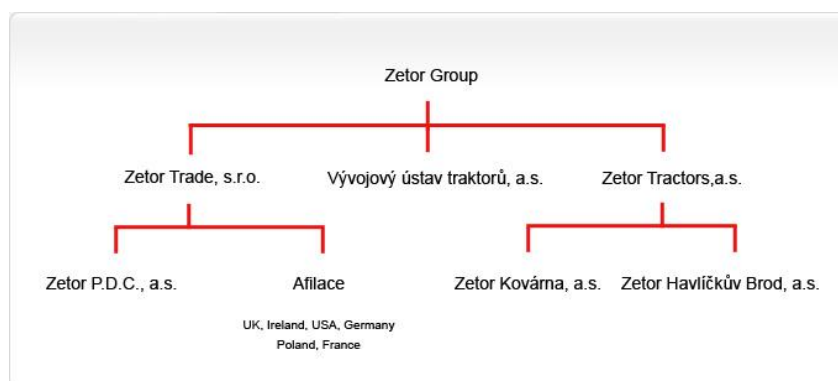 Zetor Group
Zetor Trade, s.r.o.
Vývojový ústav traktorů, a.s.
Zetor Tractors,a.s.
Zetor P.D.C., a.s.
Afilace
Zetor Kovárna, a.s.
Zetor Havlíčkův Brod, a.s.
UK, Ireland, USA, Germany
Poland, France